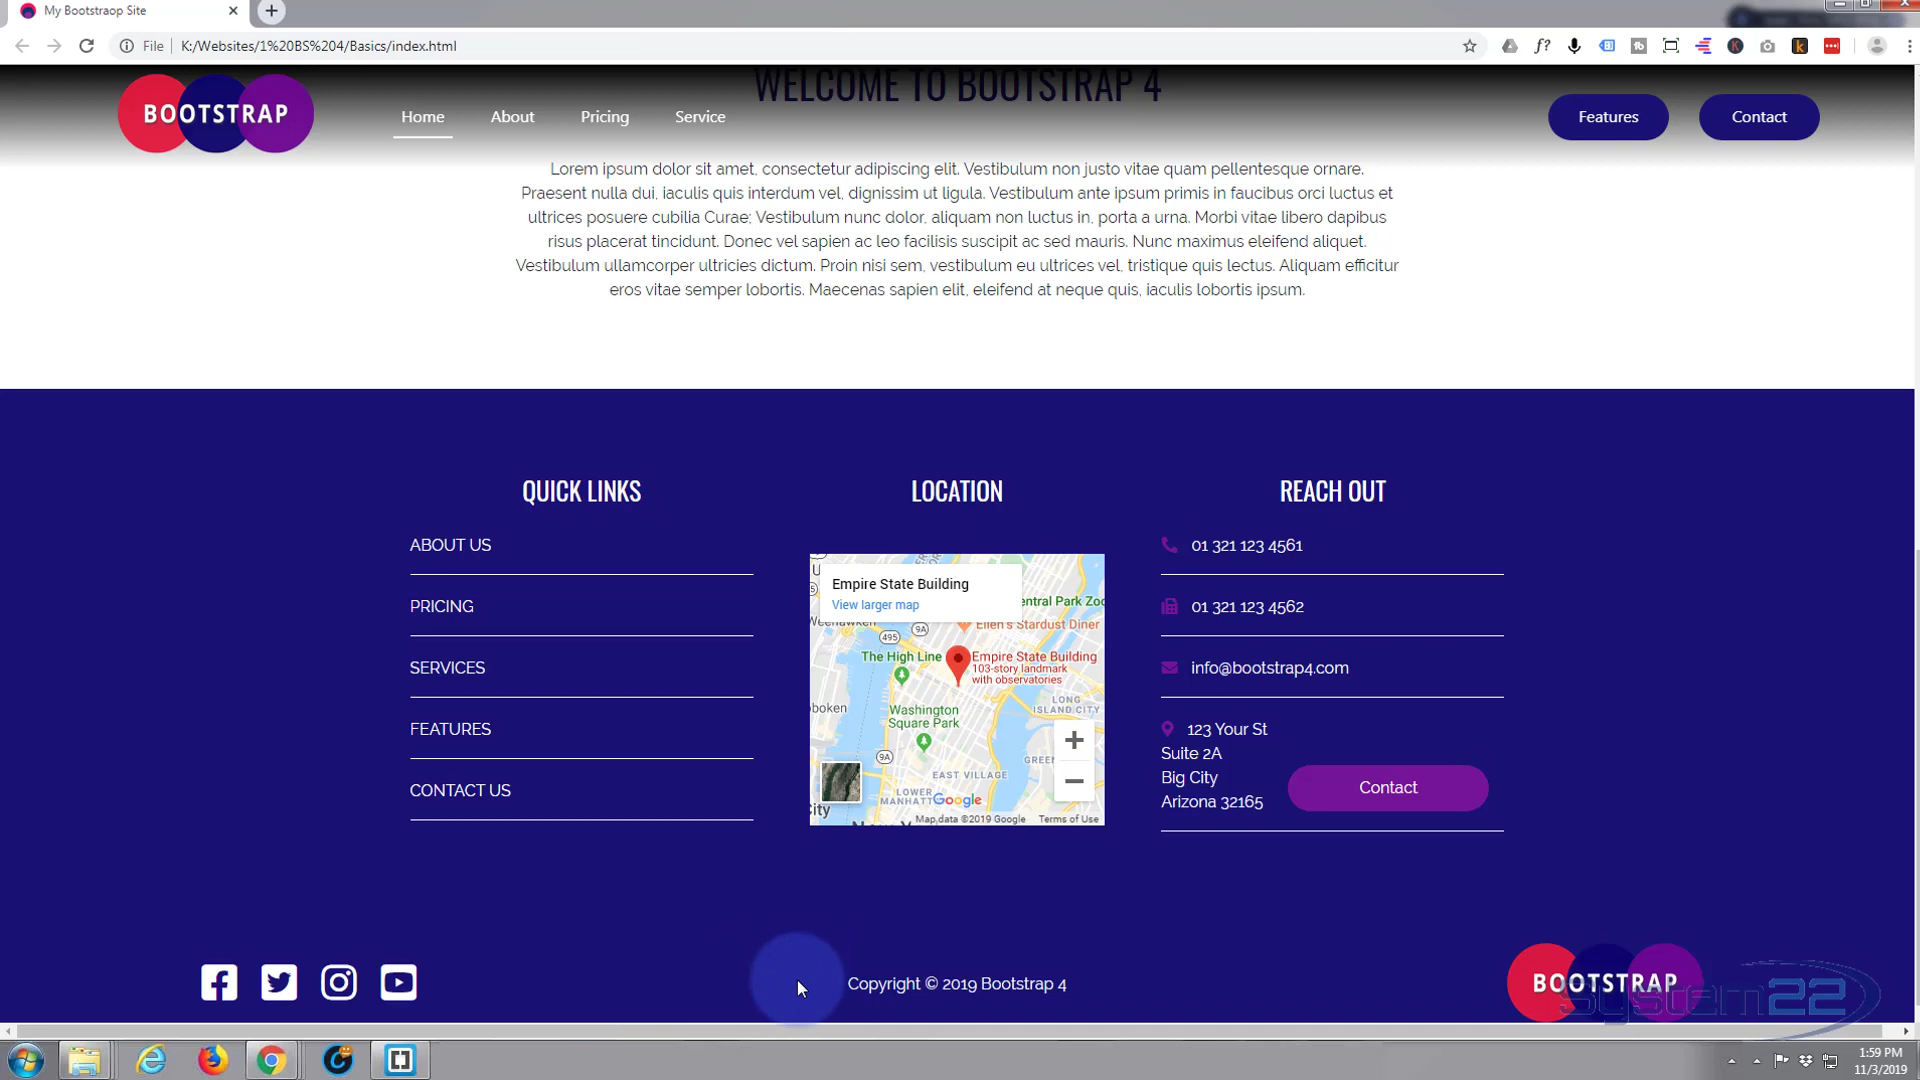 My Bootstraop Site
File K:/Websites/1%20BS%204/Basics/index.html
WELCOME TO BOOTSTRAP 4
BOOTSTRAP
Home About Pricing Service Features Contact
Lorem ipsum dolor sit amet, consectetur adipiscing elit. Vestibulum non justo vitae quam pellentesque ornare.
Praesent nulla dui, iaculis quis interdum vel, dignissim ut ligula. Vestibulum ante ipsum primis in faucibus orci luctus et
ultrices posuere cubilia Curae; Vestibulum nunc dolor, aliquam non luctus in, porta a urna. Morbi vitae libero dapibus
risus placerat tincidunt. Donec vel sapien ac leo facilisis suscipit ac sed mauris. Nunc maximus eleifend aliquet.
Vestibulum ullamcorper ultricies dictum. Proin nisi sem, vestibulum eu ultrices vel, tristique quis lectus. Aliquam efficitur
eros vitae semper lobortis. Maecenas sapien elit, eleifend at neque quis, iaculis lobortis ipsum.
QUICK LINKS
ABOUT US
PRICING
SERVICES
FEATURES
CONTACT US
LOCATION
Empire State Building
View larger map
entral Park Zoo
Ellen's Stardust Diner
495
9A
The High Line
Empire State Building
103-story landmark
with observatories
LONG
ISLAND CITY
oboken
Washington
Square Park
9A
EAST VILLAGE
GREE
LOWER
MANHATT
Google
City
Map data ©2019 Google Terms of Use
REACH OUT
01 321 123 4561
01 321 123 4562
info@bootstrap4.com
123 Your St
Suite 2A
Big City
Arizona 32165
Contact
Copyright © 2019 Bootstrap 4
BOOTSTRAP
System22
1:59 PM
11/3/2019